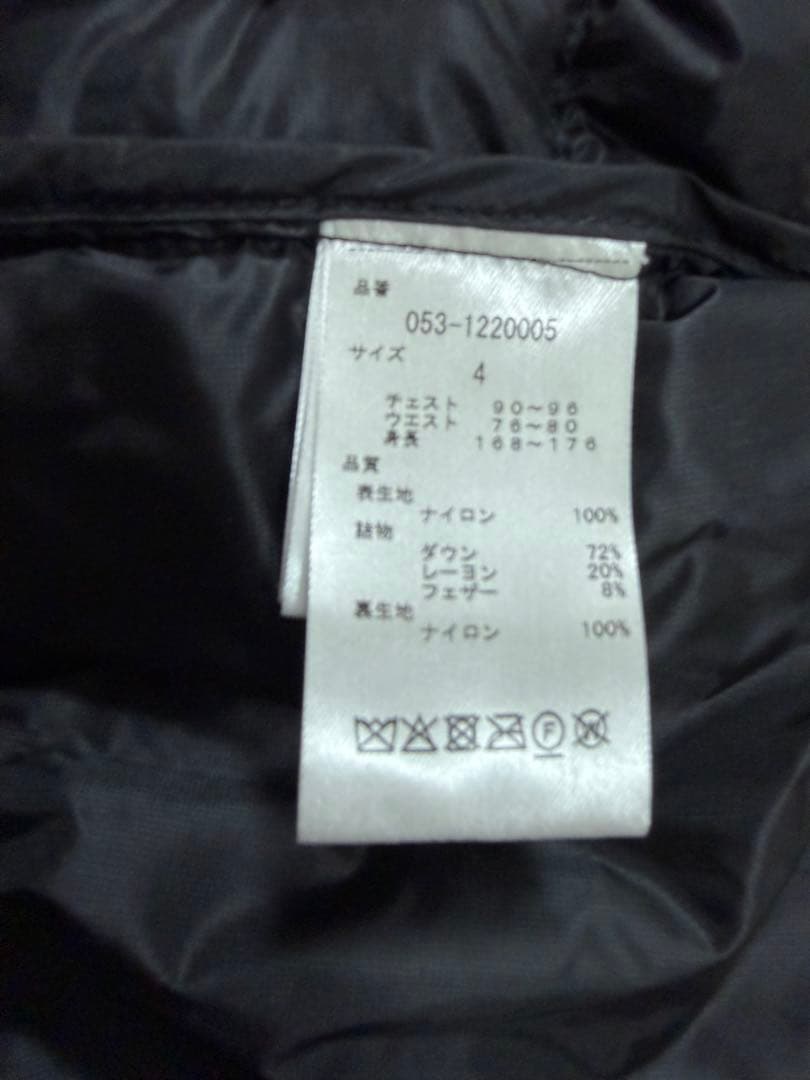 品番
053-1220005
サイズ
4
チェスト 90～96
ウエスト 76～80
身長 168～176
品質
表生地
ナイロン 100%
詰物
ダウン 72%
レーヨン 20%
フェザー 8%
裏生地
ナイロン 100%
F W